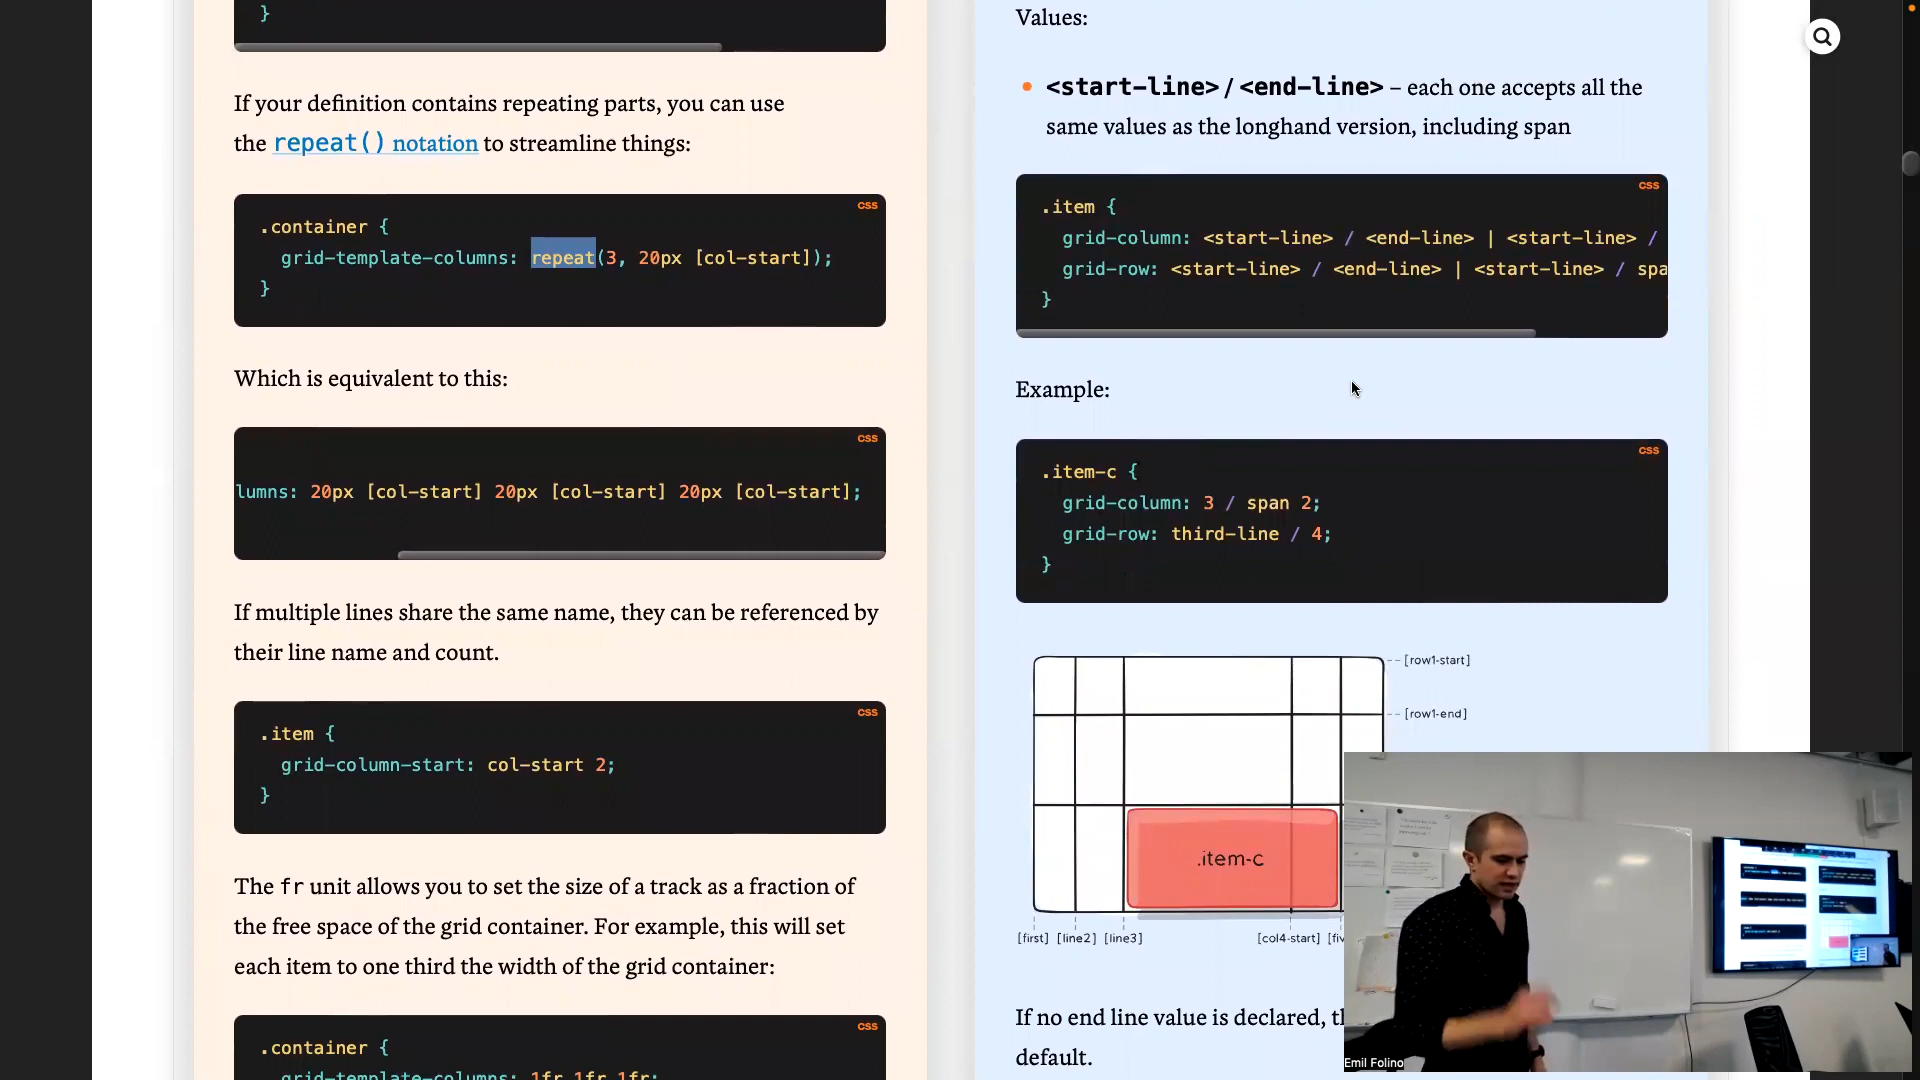 }
If your definition contains repeating parts, you can use
the repeat() notation to streamline things:
CSS
.container {
grid-template-columns: repeat(3, 20px [col-start]);
}
Which is equivalent to this:
CSS
lumns: 20px [col-start] 20px [col-start] 20px [col-start];
If multiple lines share the same name, they can be referenced by
their line name and count.
CSS
.item {
grid-column-start: col-start 2;
}
The fr unit allows you to set the size of a track as a fraction of
the free space of the grid container. For example, this will set
each item to one third the width of the grid container:
CSS
.container {
grid-template-columns: 1fr 1fr 1fr;
Values:
<start-line> / <end-line> – each one accepts all the
same values as the longhand version, including span
CSS
.item {
grid-column: <start-line> / <end-line> | <start-line> /
grid-row: <start-line> / <end-line> | <start-line> / spa
}
Example:
CSS
.item-c {
grid-column: 3 / span 2;
grid-row: third-line / 4;
}
[row1-start]
[row1-end]
.item-c
[first] [line2] [line3] [col4-start] [fiv
If no end line value is declared, th
default.
Emil Folino